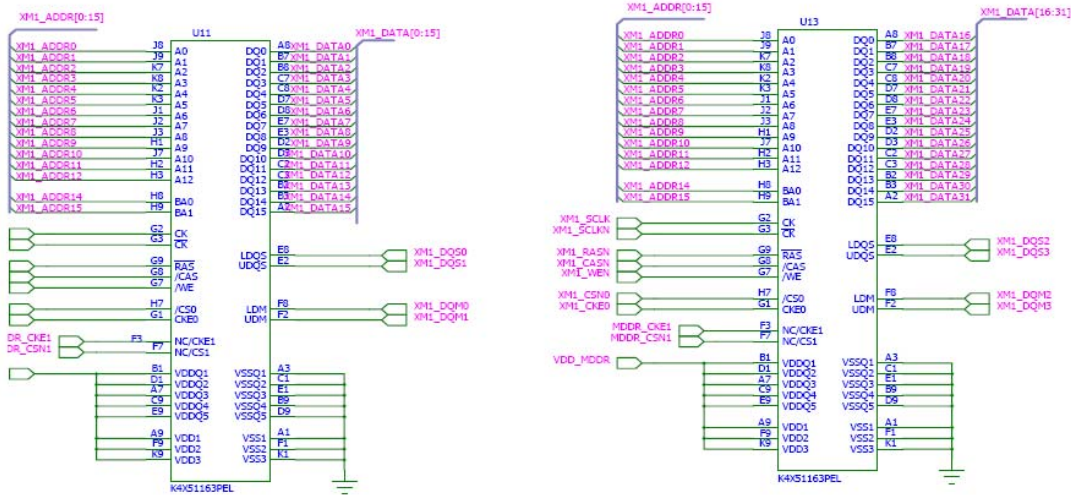 XM1_ADDR[0:15]
U11
XM1_DATA[0:15]
XM1_ADDR0 J8 A0 DQ0 A8 XM1_DATA0
XM1_ADDR1 J9 A1 DQ1 B7 XM1_DATA1
XM1_ADDR2 K7 A2 DQ2 B8 XM1_DATA2
XM1_ADDR3 K8 A3 DQ3 C7 XM1_DATA3
XM1_ADDR4 K2 A4 DQ4 C8 XM1_DATA4
XM1_ADDR5 K3 A5 DQ5 D7 XM1_DATA5
XM1_ADDR6 J1 A6 DQ6 D8 XM1_DATA6
XM1_ADDR7 J2 A7 DQ7 E7 XM1_DATA7
XM1_ADDR8 J3 A8 DQ8 E3 XM1_DATA8
XM1_ADDR9 H1 A9 DQ9 D2 XM1_DATA9
XM1_ADDR10 J7 A10 DQ10 D3 XM1_DATA10
XM1_ADDR11 H2 A11 DQ11 C2 XM1_DATA11
XM1_ADDR12 H3 A12 DQ12 C3 XM1_DATA12
DQ13 B2 XM1_DATA13
XM1_ADDR14 H8 BA0 DQ14 B3 XM1_DATA14
XM1_ADDR15 H9 BA1 DQ15 A2 XM1_DATA15
G2 CK
G3 CK
LDQS E8 XM1_DQS0
UDQS E2 XM1_DQS1
G9 RAS
G8 /CAS
G7 /WE
H7 /CS0 LDM F8 XM1_DQM0
G1 CKE0 UDM F2 XM1_DQM1
DR_CKE1 F3 NC/CKE1
DR_CSN1 F7 NC/CS1
B1 VDDQ1 VSSQ1 A3
D1 VDDQ2 VSSQ2 C1
A7 VDDQ3 VSSQ3 E1
C9 VDDQ4 VSSQ4 B9
E9 VDDQ5 VSSQ5 D9
A9 VDD1 VSS1 A1
F9 VDD2 VSS2 F1
K9 VDD3 VSS3 K1
K4X51163PEL
XM1_ADDR[0:15]
U13
XM1_DATA[16:31]
XM1_ADDR0 J8 A0 DQ0 A8 XM1_DATA16
XM1_ADDR1 J9 A1 DQ1 B7 XM1_DATA17
XM1_ADDR2 K7 A2 DQ2 B8 XM1_DATA18
XM1_ADDR3 K8 A3 DQ3 C7 XM1_DATA19
XM1_ADDR4 K2 A4 DQ4 C8 XM1_DATA20
XM1_ADDR5 K3 A5 DQ5 D7 XM1_DATA21
XM1_ADDR6 J1 A6 DQ6 D8 XM1_DATA22
XM1_ADDR7 J2 A7 DQ7 E7 XM1_DATA23
XM1_ADDR8 J3 A8 DQ8 E3 XM1_DATA24
XM1_ADDR9 H1 A9 DQ9 D2 XM1_DATA25
XM1_ADDR10 J7 A10 DQ10 D3 XM1_DATA26
XM1_ADDR11 H2 A11 DQ11 C2 XM1_DATA27
XM1_ADDR12 H3 A12 DQ12 C3 XM1_DATA28
DQ13 B2 XM1_DATA29
XM1_ADDR14 H8 BA0 DQ14 B3 XM1_DATA30
XM1_ADDR15 H9 BA1 DQ15 A2 XM1_DATA31
XM1_SCLK G2 CK
XM1_SCLKN G3 CK
LDQS E8 XM1_DQS2
UDQS E2 XM1_DQS3
XM1_RASN G9 RAS
XM1_CASN G8 /CAS
XM1_WEN G7 /WE
XM1_CSN0 H7 /CS0 LDM F8 XM1_DQM2
XM1_CKE0 G1 CKE0 UDM F2 XM1_DQM3
MDDR_CKE1 F3 NC/CKE1
MDDR_CSN1 F7 NC/CS1
VDD_MDDR B1 VDDQ1 VSSQ1 A3
D1 VDDQ2 VSSQ2 C1
A7 VDDQ3 VSSQ3 E1
C9 VDDQ4 VSSQ4 B9
E9 VDDQ5 VSSQ5 D9
A9 VDD1 VSS1 A1
F9 VDD2 VSS2 F1
K9 VDD3 VSS3 K1
K4X51163PEL